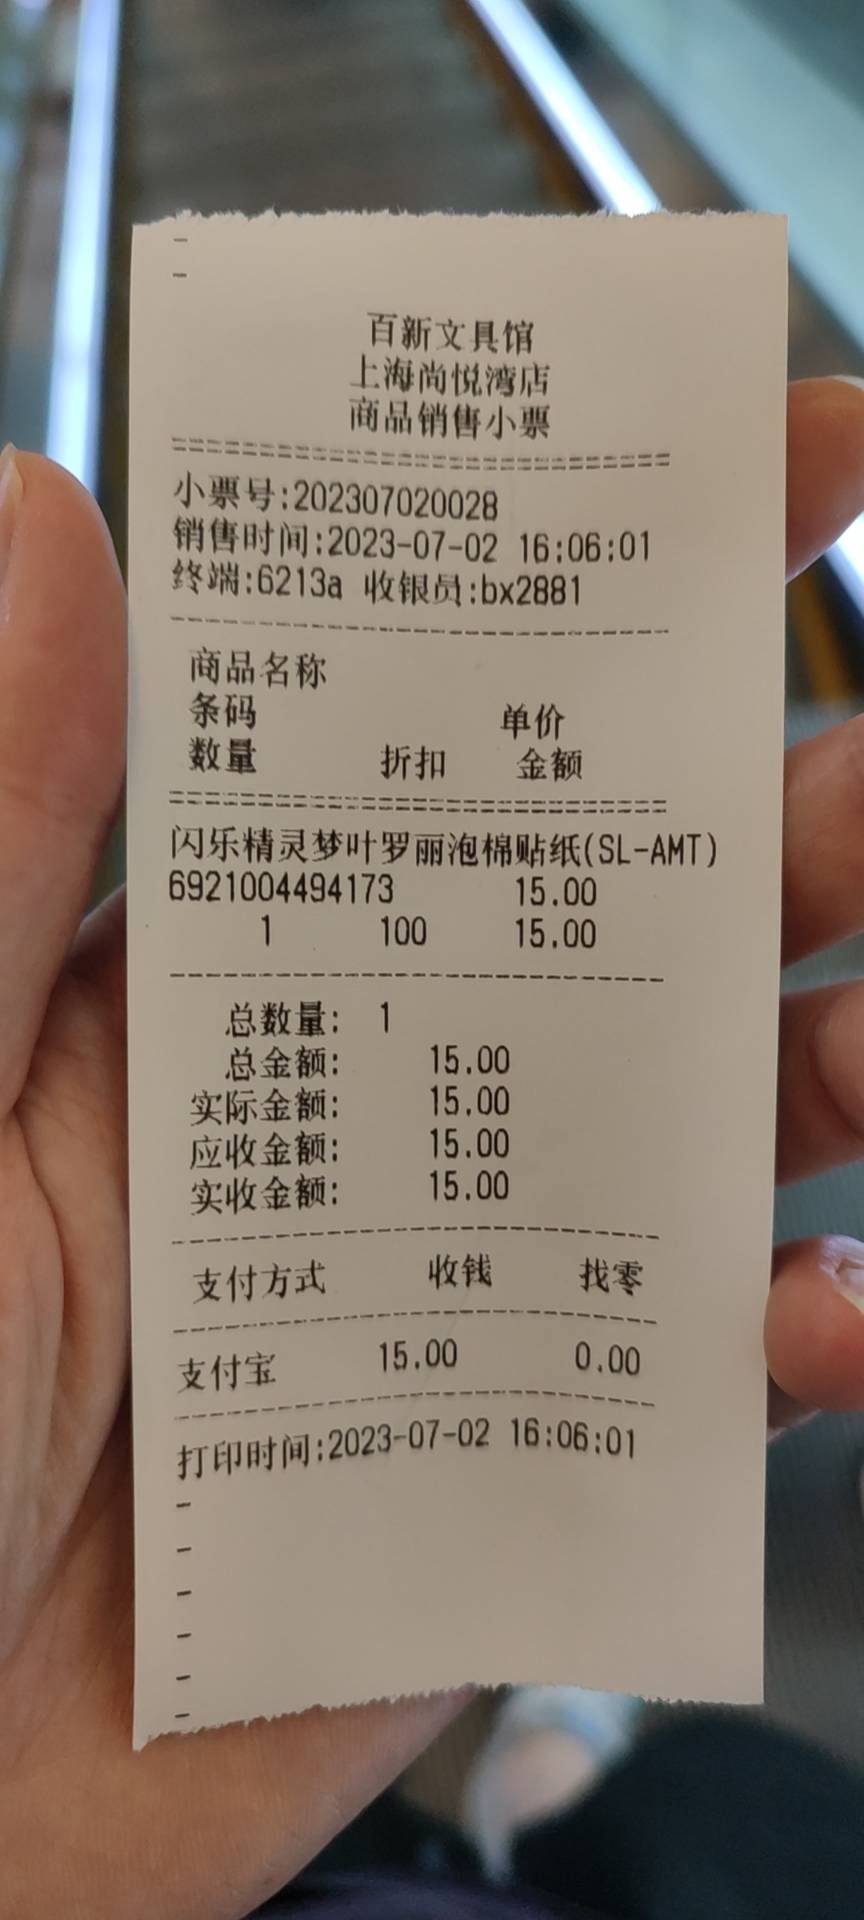 百新文具馆
上海尚悦湾店
商品销售小票
小票号:202307020028
销售时间:2023-07-02 16:06:01
终端:6213a 收银员:bx2881
商品名称
条码 单价
数量 折扣 金额
闪乐精灵梦叶罗丽泡棉贴纸(SL-AMT)
6921004494173 15.00
1 100 15.00
总数量: 1
总金额: 15.00
实际金额: 15.00
应收金额: 15.00
实收金额: 15.00
支付方式 收钱 找零
支付宝 15.00 0.00
打印时间:2023-07-02 16:06:01